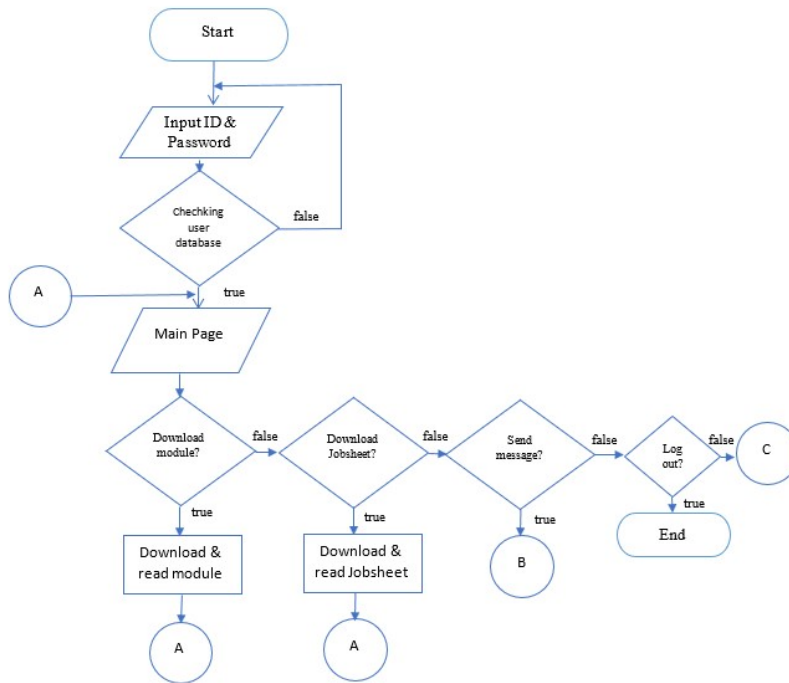 Start
Input ID &
Password
Chechking
user
database
false
A
true
Main Page
Download
module?
false
Download
Jobsheet?
false
Send
message?
false
Log
out?
false
C
true
true
true
true
Download &
read module
Download &
read Jobsheet
B
End
A
A